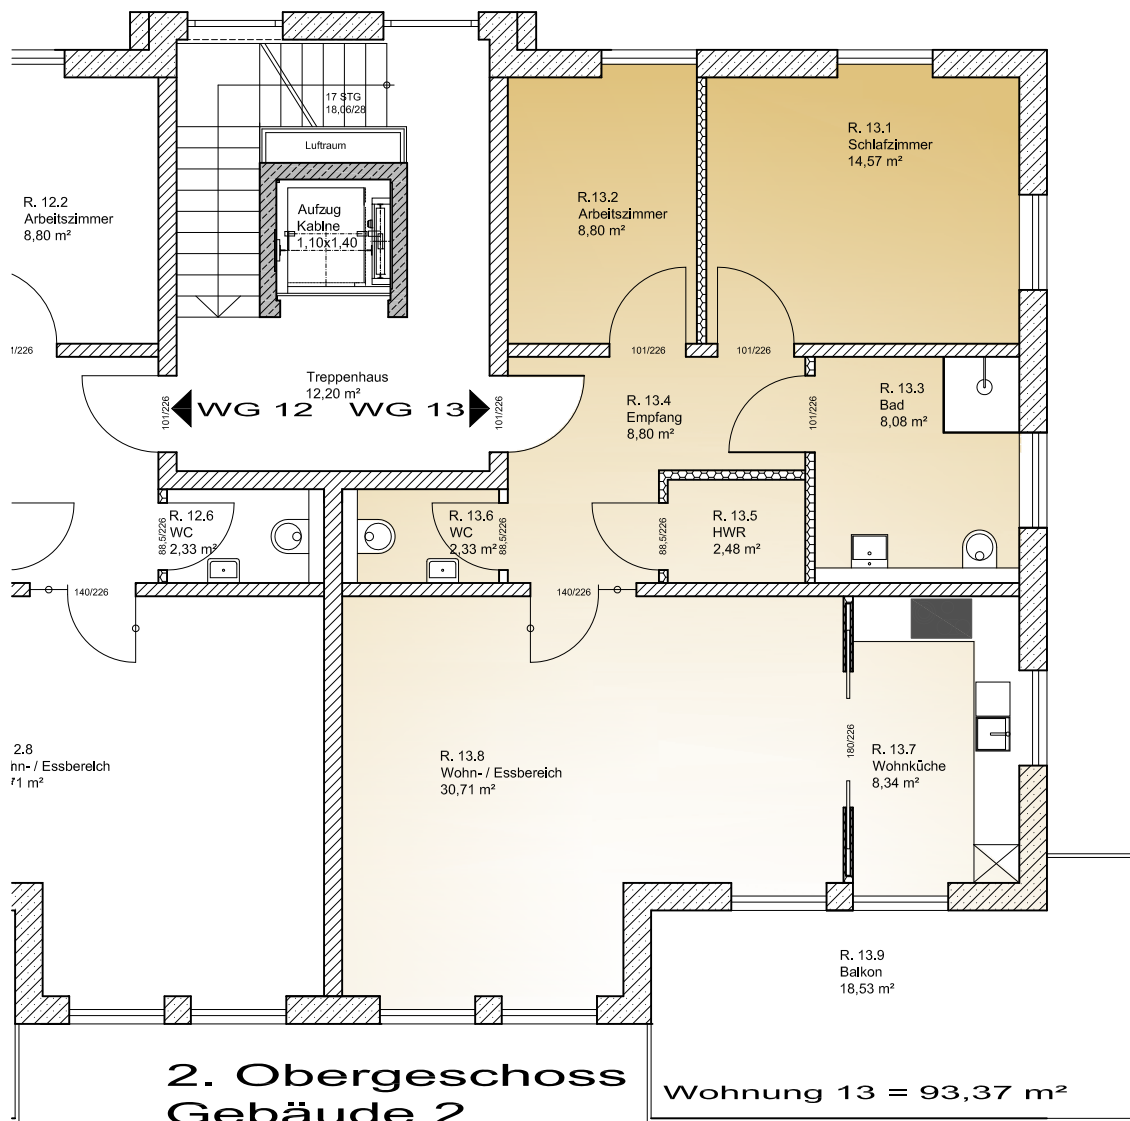 17 STG
18,06/28
Luftraum
Aufzug
Kabine
1,10x1,40
R. 12.2
Arbeitszimmer
8,80 m²
R.13.2
Arbeitszimmer
8,80 m²
R. 13.1
Schlafzimmer
14,57 m²
1/226
101/226
101/226
Treppenhaus
12,20 m²
WG 12
WG 13
101/226
101/226
R. 13.4
Empfang
8,80 m²
101/226
R. 13.3
Bad
8,08 m²
88.5/226
R. 12.6
WC
2,33 m²
R. 13.6
WC
2,33 m²
88.5/226
88.5/226
R. 13.5
HWR
2,48 m²
140/226
140/226
2.8
nn- / Essbereich
71 m²
R. 13.8
Wohn- / Essbereich
30,71 m²
180/226
R. 13.7
Wohnküche
8,34 m²
R. 13.9
Balkon
18,53 m²
2. Obergeschoss
Gebäude 2
Wohnung 13 = 93,37 m²